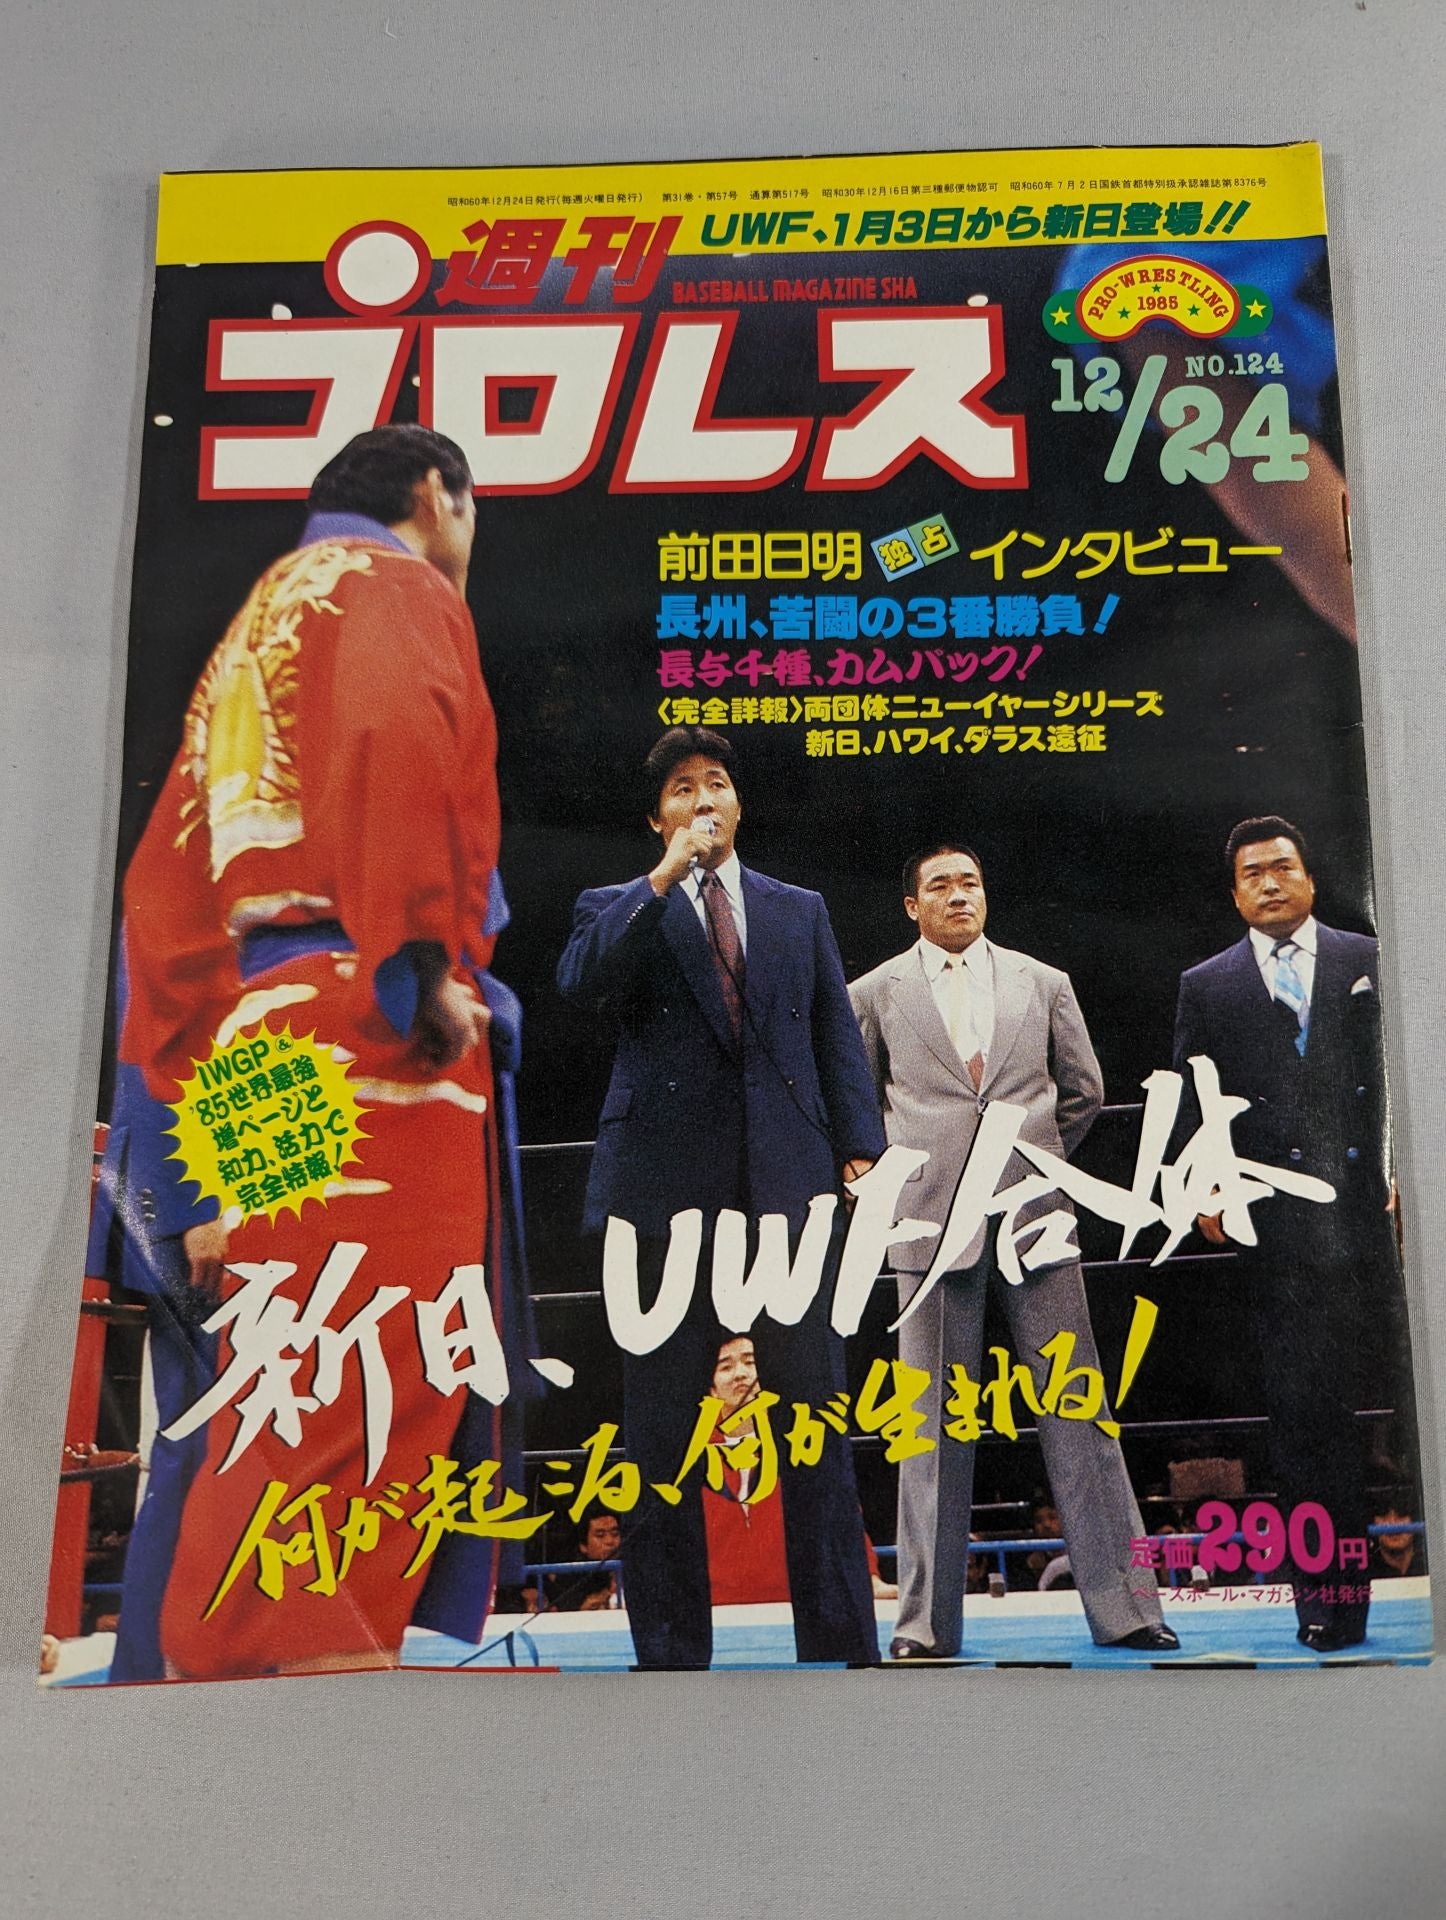 昭和60年12月24日発行(毎週火曜日発行) 第31巻・第57号 通算第517号 昭和30年12月16日第三種郵便物認可 昭和60年7月2日国鉄首都特別扱承認雑誌第8376号
UWF、1月3日から新日登場!!
週刊
プロレス
BASEBALL MAGAZINE SHA
PRO-WRESTLING
1985
NO.124
12/24
前田日明 独占 インタビュー
長州、苦闘の3番勝負!
長与千種、カムバック!
〈完全詳報〉両団体ニューイヤーシリーズ
新日、ハワイ、ダラス遠征
IWGP &
'85世界最強
増ページと
知力、活力で
完全特報!
新日、UWF合体
何が起こる、何が生まれる!
定価290円
ベースボール・マガジン社発行